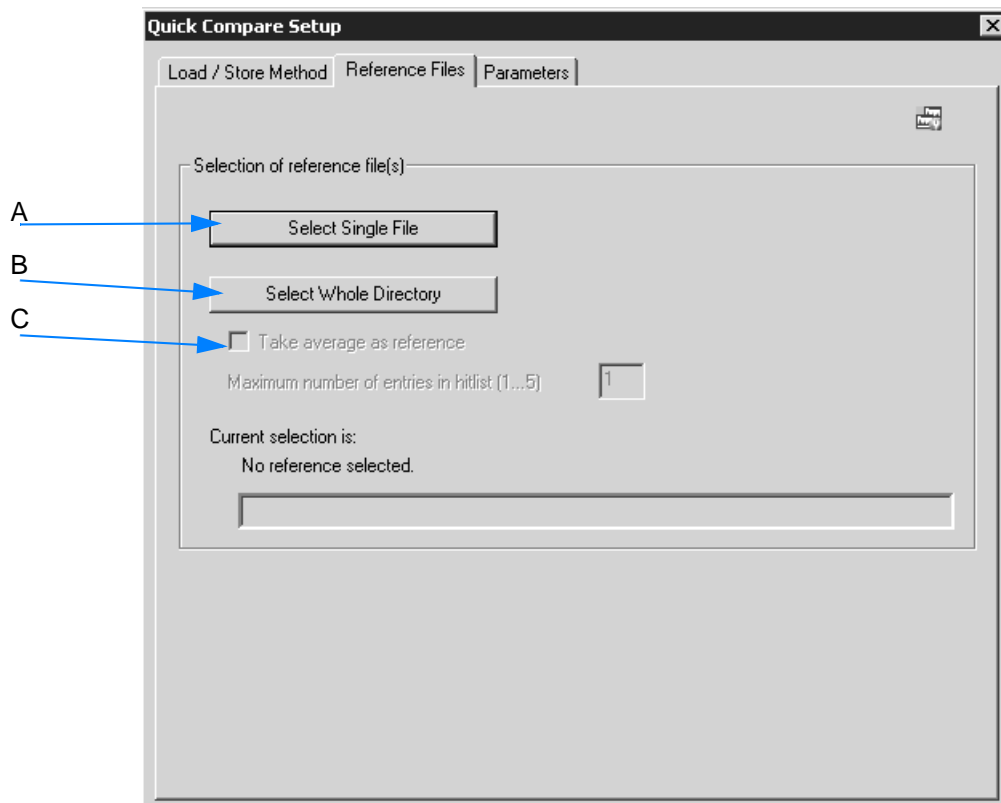 Quick Compare Setup
Load / Store Method Reference Files Parameters
Selection of reference file(s)
A
Select Single File
B
Select Whole Directory
C
Take average as reference
Maximum number of entries in hitlist (1...5) 1
Current selection is:
No reference selected.